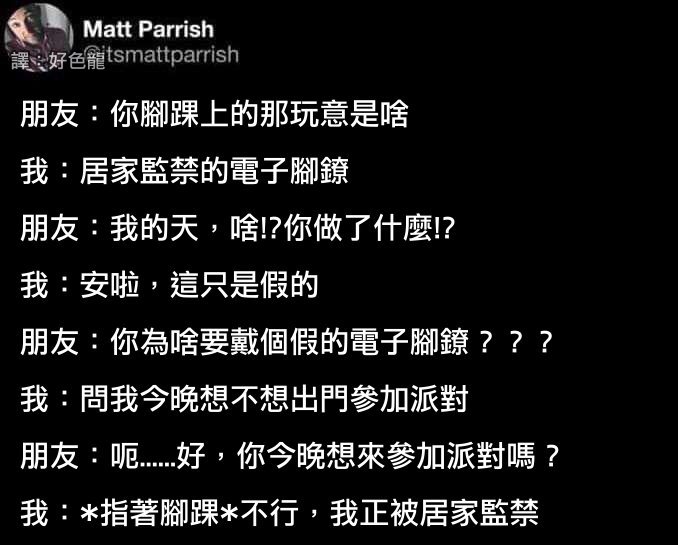 Matt Parrish
譯：好色龍
@itsmattparrish
朋友：你腳踝上的那玩意是啥
我：居家監禁的電子腳鐐
朋友：我的天，啥!?你做了什麼!?
我：安啦，這只是假的
朋友：你為啥要戴個假的電子腳鐐？？？
我：問我今晚想不想出門參加派對
朋友：呃......好，你今晚想來參加派對嗎？
我：*指著腳踝*不行，我正被居家監禁